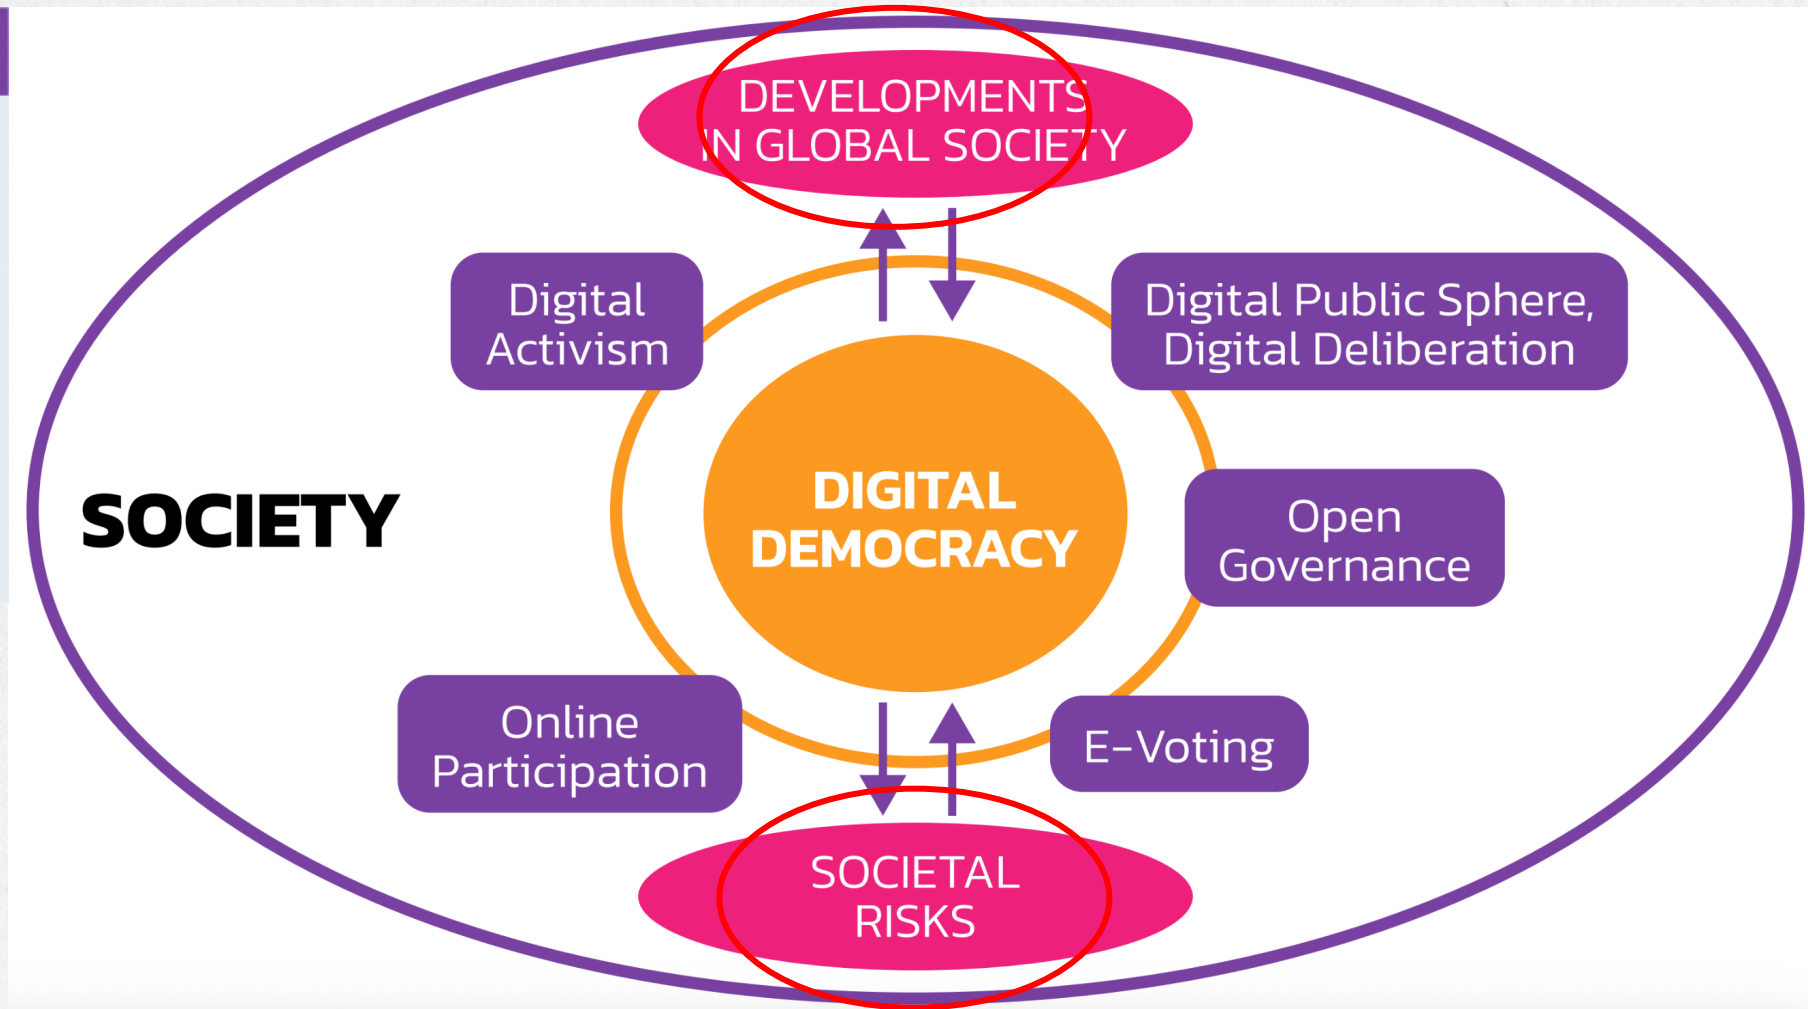 DEVELOPMENTS
IN GLOBAL SOCIETY
Digital
Activism
Digital Public Sphere,
Digital Deliberation
SOCIETY
DIGITAL
DEMOCRACY
Open
Governance
Online
Participation
E-Voting
SOCIETAL
RISKS